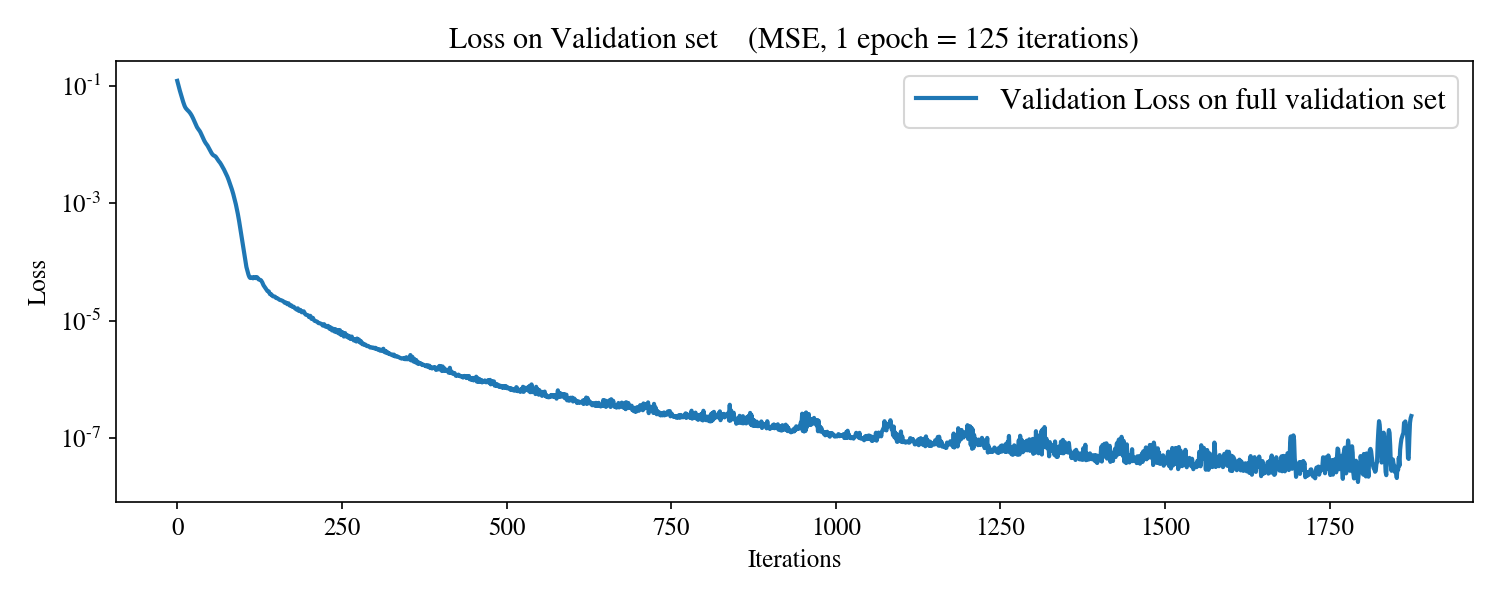 Loss on Validation set    (MSE, 1 epoch = 125 iterations)
Validation Loss on full validation set
Loss
10⁻¹
10⁻³
10⁻⁵
10⁻⁷
0 250 500 750 1000 1250 1500 1750
Iterations